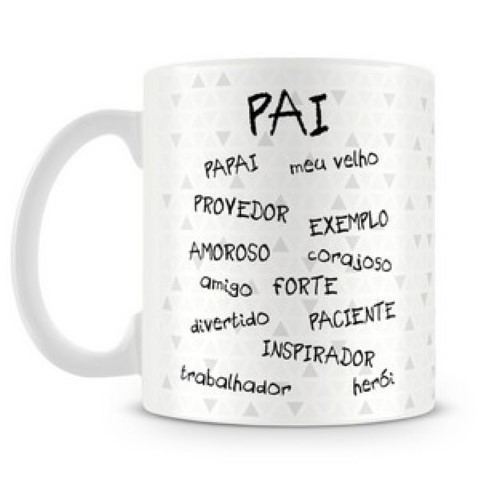 PAI
PAPAI meu velho
PROVEDOR
EXEMPLO
AMOROSO corajoso
amigo FORTE
divertido PACIENTE
INSPIRADOR
trabalhador herói